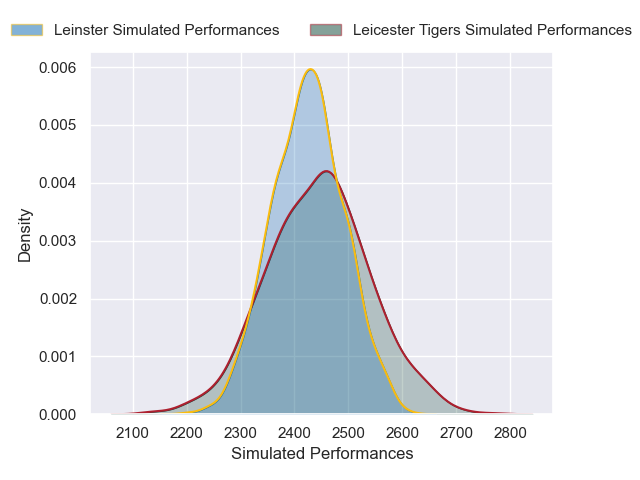 Leinster Simulated Performances Leicester Tigers Simulated Performances
0.006
0.005
0.004
0.003
0.002
0.001
0.000
Density
2100 2200 2300 2400 2500 2600 2700 2800
Simulated Performances